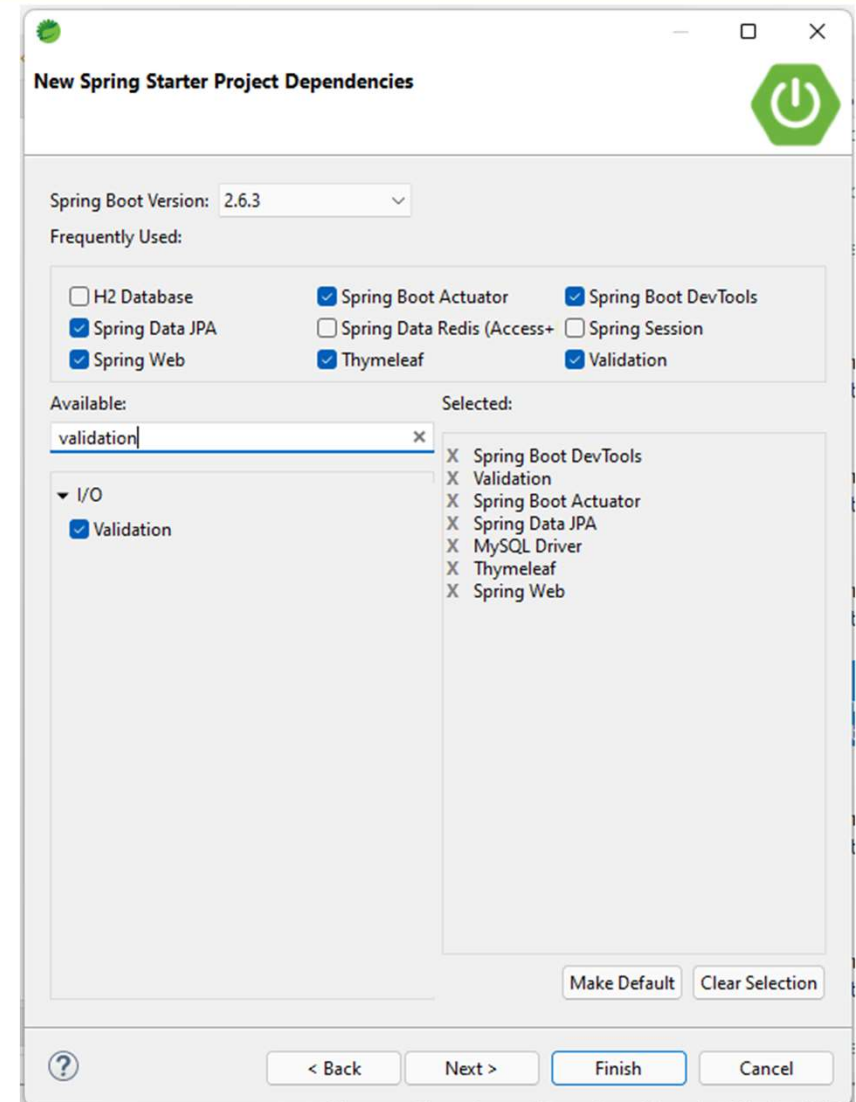 New Spring Starter Project Dependencies
Spring Boot Version: 2.6.3
Frequently Used:
H2 Database Spring Boot Actuator Spring Boot DevTools
Spring Data JPA Spring Data Redis (Access+ Spring Session
Spring Web Thymeleaf Validation
Available:
validation
I/O
Validation
Selected:
X Spring Boot DevTools
X Validation
X Spring Boot Actuator
X Spring Data JPA
X MySQL Driver
X Thymeleaf
X Spring Web
Make Default Clear Selection
? < Back Next > Finish Cancel